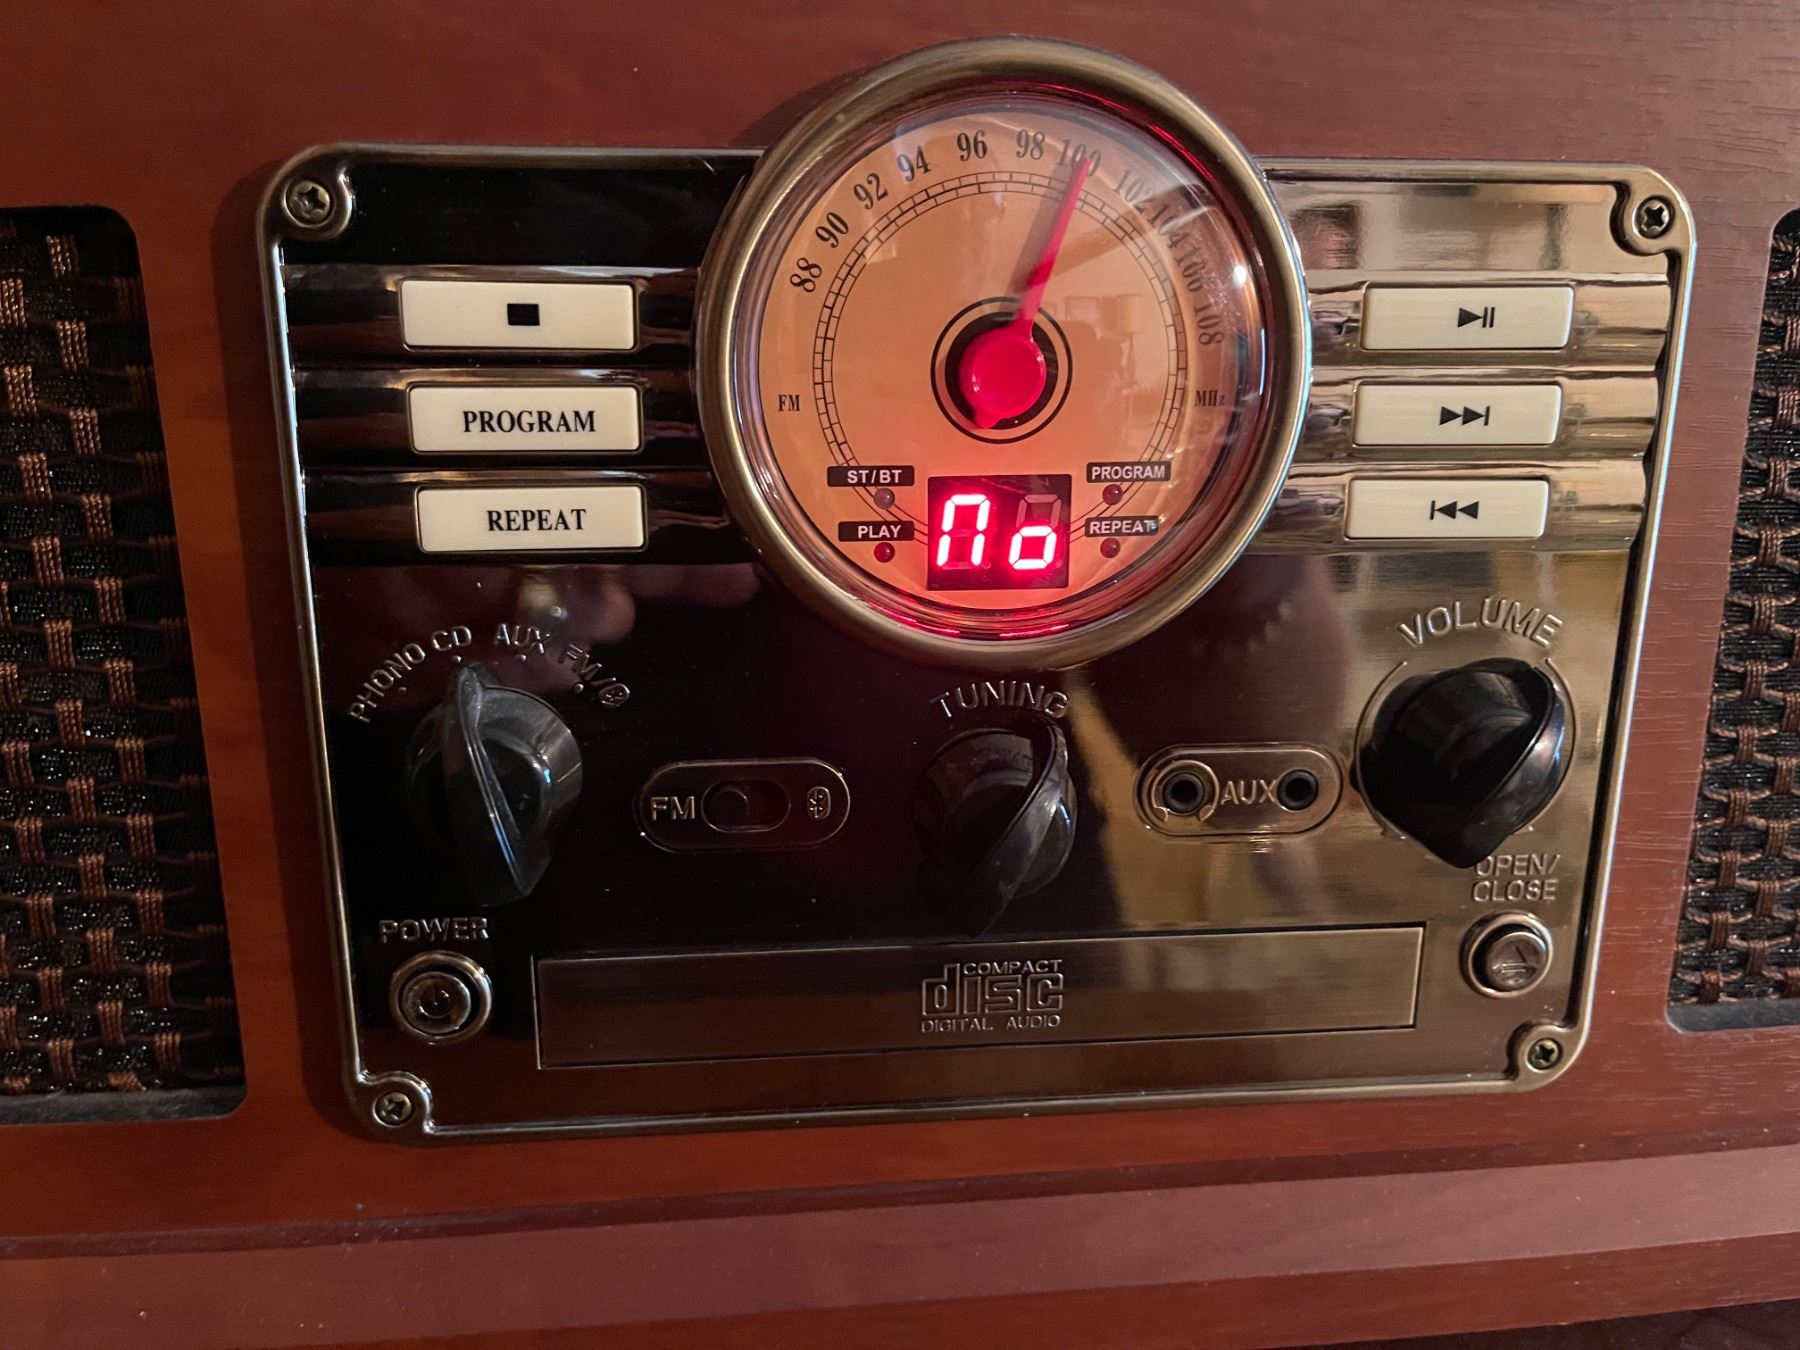 88 90 92 94 96 98 100 102 104 106 108
FM MHz
PROGRAM
REPEAT
ST/BT
PROGRAM
PLAY
REPEAT
no
PHONO CD AUX FM/
TUNING
VOLUME
FM
AUX
OPEN/
CLOSE
POWER
COMPACT
disc
DIGITAL AUDIO